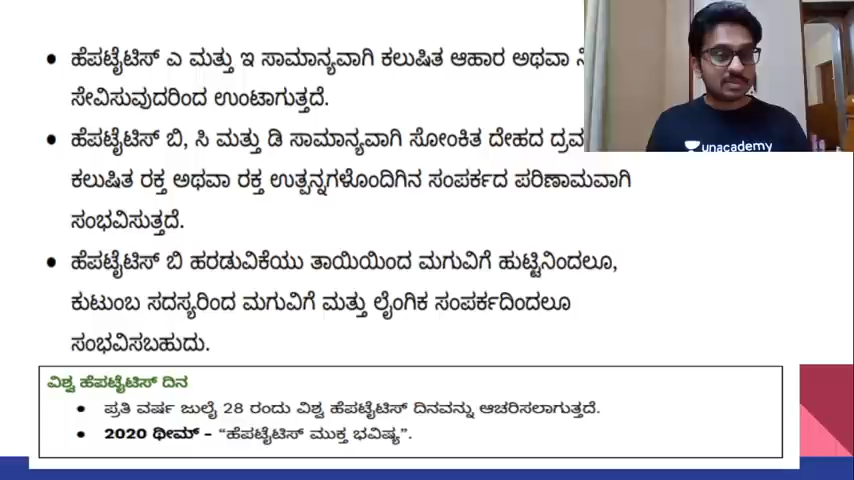 ಹೆಪಟೈಟಿಸ್ ಎ ಮತ್ತು ಇ ಸಾಮಾನ್ಯವಾಗಿ ಕಲುಷಿತ ಆಹಾರ ಅಥವಾ
ಸೇವಿಸುವುದರಿಂದ ಉಂಟಾಗುತ್ತದೆ.
ಹೆಪಟೈಟಿಸ್ ಬಿ, ಸಿ ಮತ್ತು ಡಿ ಸಾಮಾನ್ಯವಾಗಿ ಸೋಂಕಿತ ದೇಹದ
ಕಲುಷಿತ ರಕ್ತ ಅಥವಾ ರಕ್ತ ಉತ್ಪನ್ನಗಳೊಂದಿಗಿನ ಸಂಪರ್ಕದ ಪರಿಣಾಮವಾಗಿ
ಸಂಭವಿಸುತ್ತದೆ.
ಹೆಪಟೈಟಿಸ್ ಬಿ ಹರಡುವಿಕೆಯು ತಾಯಿಯಿಂದ ಮಗುವಿಗೆ ಹುಟ್ಟಿನಿಂದಲೂ,
ಕುಟುಂಬ ಸದಸ್ಯರಿಂದ ಮಗುವಿಗೆ ಮತ್ತು ಲೈಂಗಿಕ ಸಂಪರ್ಕದಿಂದಲೂ
ಸಂಭವಿಸಬಹುದು.
ವಿಶ್ವ ಹೆಪಟೈಟಿಸ್ ದಿನ
ಪ್ರತಿ ವರ್ಷ ಜುಲೈ 28 ರಂದು ವಿಶ್ವ ಹೆಪಟೈಟಿಸ್ ದಿನವನ್ನು ಆಚರಿಸಲಾಗುತ್ತದೆ.
2020 ಥೀಮ್ - “ಹೆಪಟೈಟಿಸ್ ಮುಕ್ತ ಭವಿಷ್ಯ”.
unacademy